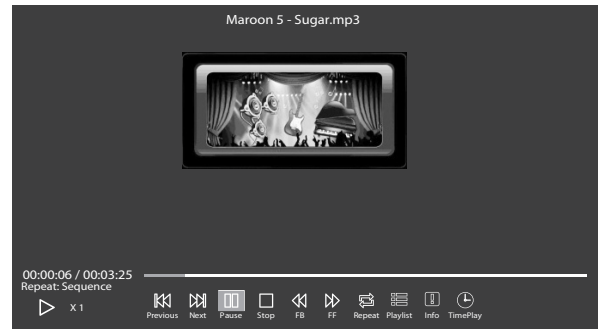 Maroon 5 - Sugar.mp3
00:00:06 / 00:03:25
Repeat: Sequence
X 1
Previous Next Pause Stop FB FF Repeat Playlist Info TimePlay